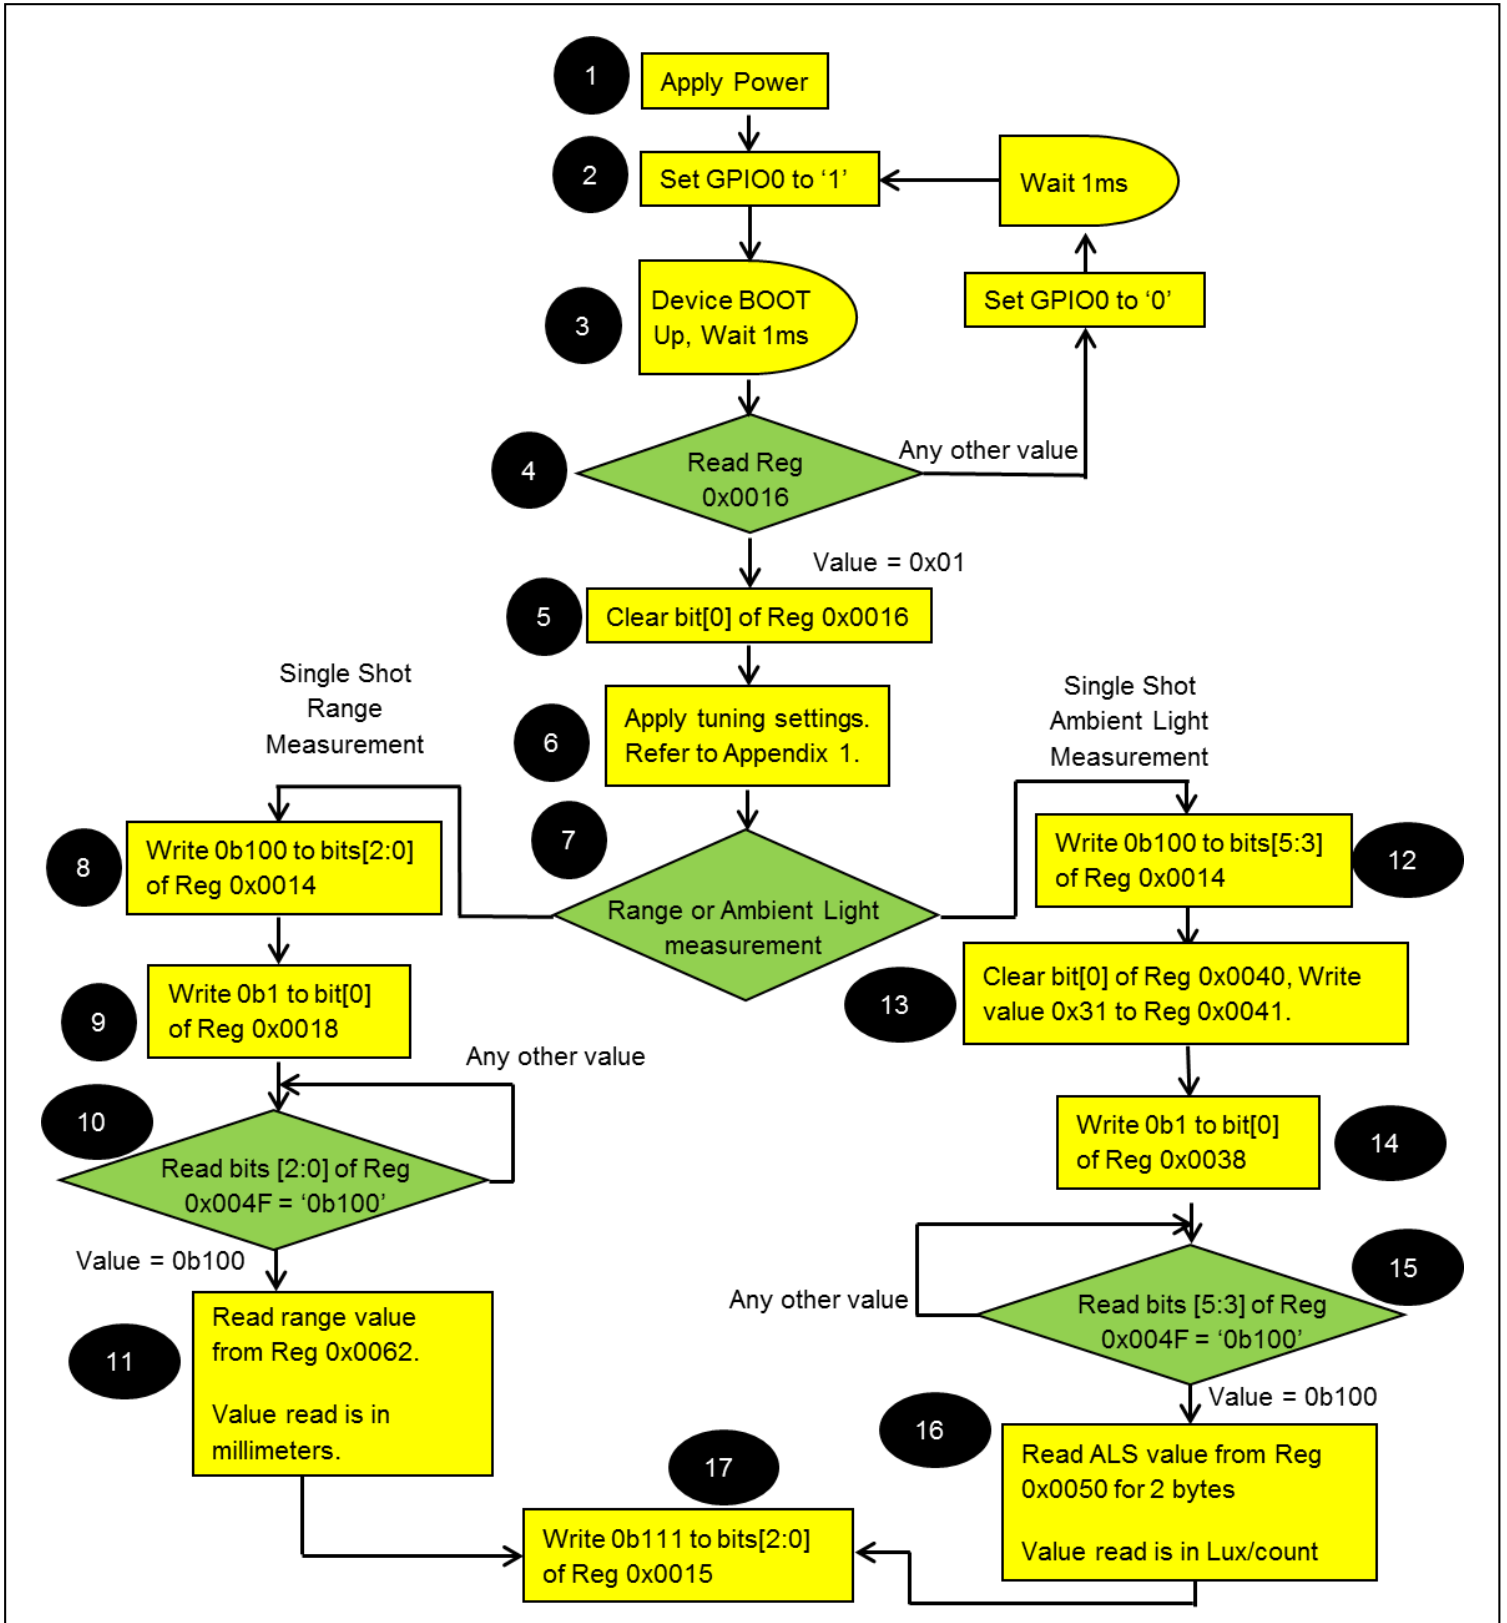 1
Apply Power
2
Set GPIO0 to ‘1’
Wait 1ms
3
Device BOOT
Up, Wait 1ms
Set GPIO0 to ‘0’
4
Read Reg
0x0016
Any other value
Value = 0x01
5
Clear bit[0] of Reg 0x0016
Single Shot
Range
Measurement
6
Apply tuning settings.
Refer to Appendix 1.
Single Shot
Ambient Light
Measurement
7
Range or Ambient Light
measurement
8
Write 0b100 to bits[2:0]
of Reg 0x0014
12
Write 0b100 to bits[5:3]
of Reg 0x0014
9
Write 0b1 to bit[0]
of Reg 0x0018
13
Clear bit[0] of Reg 0x0040, Write
value 0x31 to Reg 0x0041.
Any other value
10
Read bits [2:0] of Reg
0x004F = ‘0b100’
14
Write 0b1 to bit[0]
of Reg 0x0038
Value = 0b100
15
Read bits [5:3] of Reg
0x004F = ‘0b100’
Any other value
11
Read range value
from Reg 0x0062.
Value read is in
millimeters.
Value = 0b100
16
Read ALS value from Reg
0x0050 for 2 bytes
Value read is in Lux/count
17
Write 0b111 to bits[2:0]
of Reg 0x0015